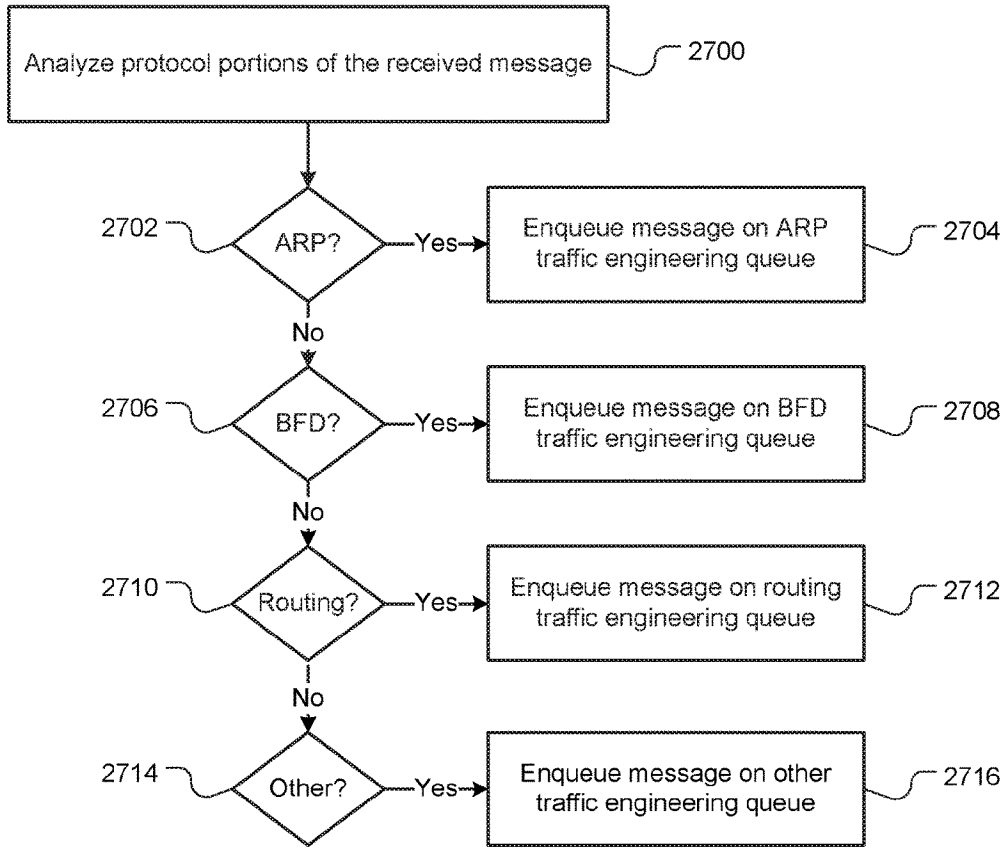 Analyze protocol portions of the received message
2700
2702
ARP?
Yes
Enqueue message on ARP
traffic engineering queue
2704
No
2706
BFD?
Yes
Enqueue message on BFD
traffic engineering queue
2708
No
2710
Routing?
Yes
Enqueue message on routing
traffic engineering queue
2712
No
2714
Other?
Yes
Enqueue message on other
traffic engineering queue
2716